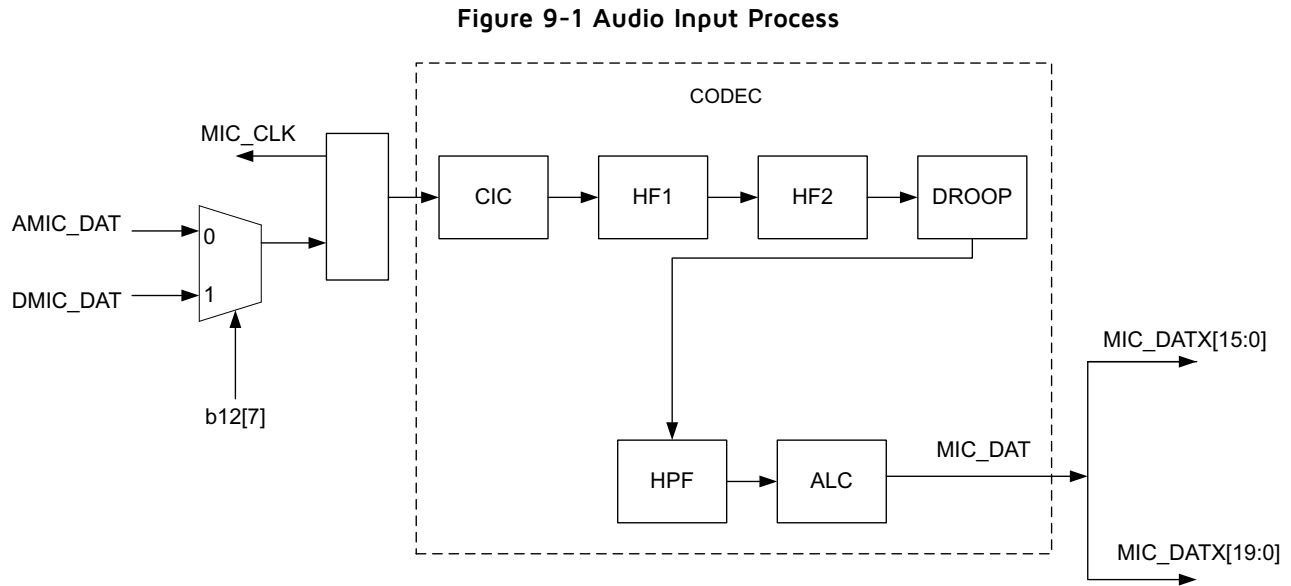 Figure 9-1 Audio Input Process
CODEC
MIC_CLK
CIC
HF1
HF2
DROOP
AMIC_DAT
0
DMIC_DAT
1
b12[7]
MIC_DATX[15:0]
HPF
ALC
MIC_DAT
MIC_DATX[19:0]